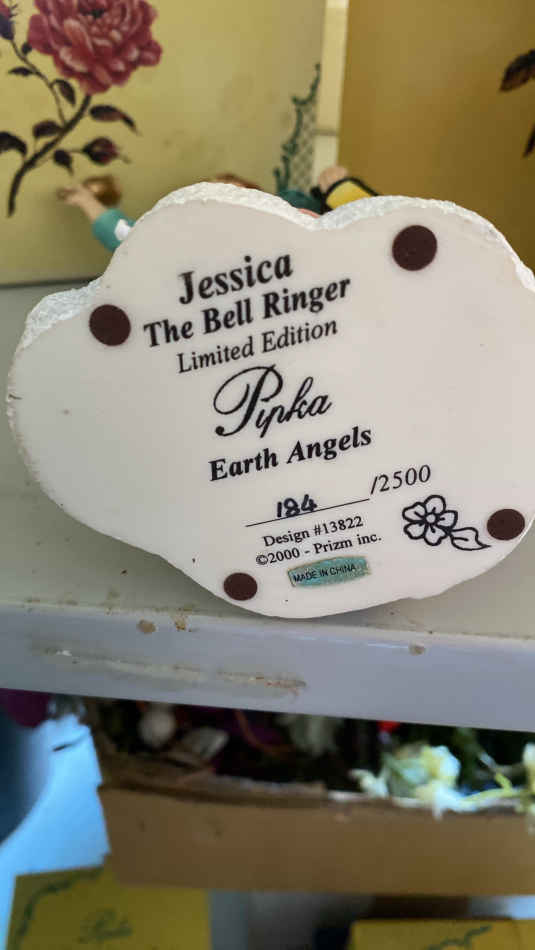 Jessica
The Bell Ringer
Limited Edition
Pipka
Earth Angels
184/2500
Design #13822
©2000 - Prizm inc.
MADE IN CHINA
Pipka